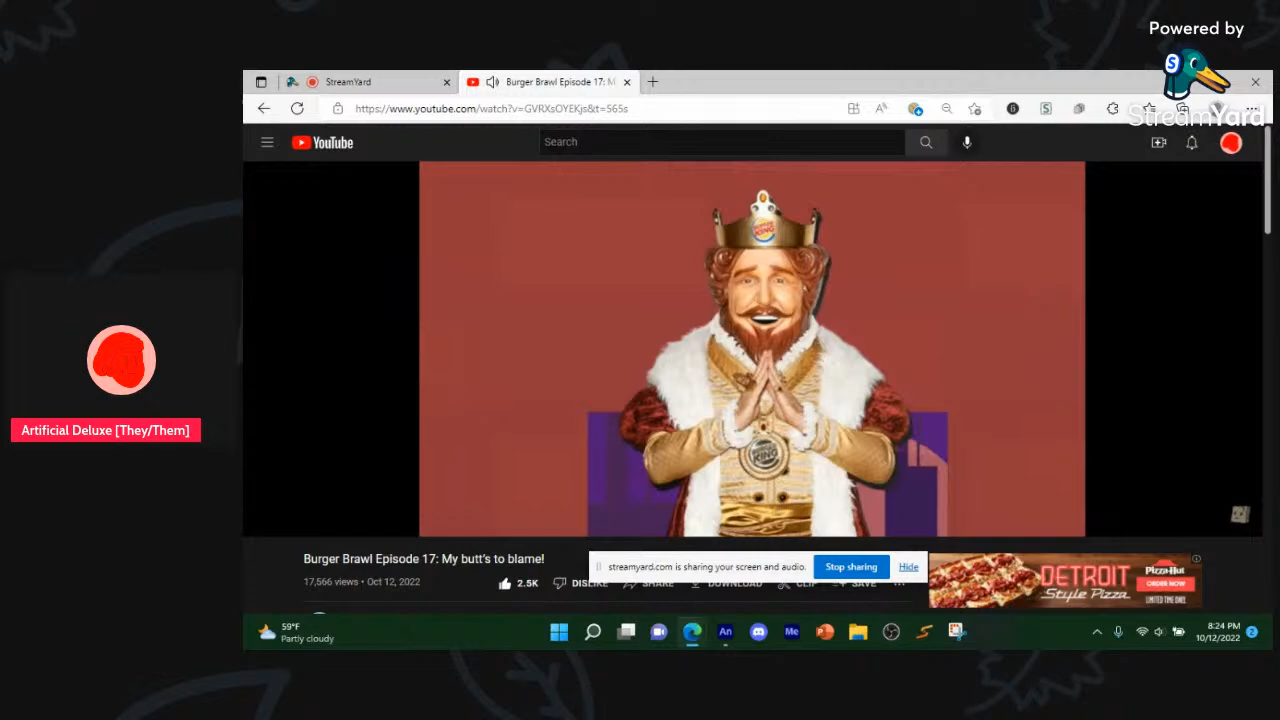 Powered by
StreamYard
StreamYard
Burger Brawl Episode 17: M
https://www.youtube.com/watch?v=GVRXsOYEKjs&t=565s
YouTube
Search
BURGER
KING
KING
Artificial Deluxe [They/Them]
Burger Brawl Episode 17: My butt's to blame!
17,566 views • Oct 12, 2022
2.5K
DISLIKE
SHARE
DOWNLOAD
CLIP
SAVE
streamyard.com is sharing your screen and audio.
Stop sharing
Hide
DETROIT
Style Pizza
Pizza Hut
ORDER NOW
LIMITED TIME ONLY.
59°F
Partly cloudy
An
Me
8:24 PM
10/12/2022
2